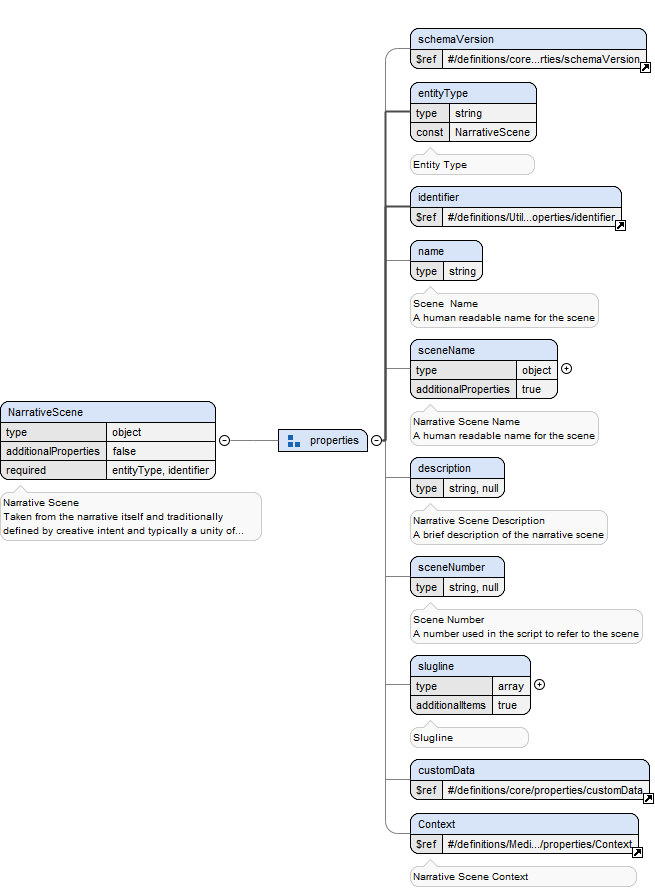 schemaVersion
$ref #/definitions/core...rties/schemaVersion
entityType
type string
const NarrativeScene
Entity Type
identifier
$ref #/definitions/Util...operties/identifier
name
type string
Scene  Name
A human readable name for the scene
sceneName
type object
additionalProperties true
Narrative Scene Name
A human readable name for the scene
NarrativeScene
type object
additionalProperties false
required entityType, identifier
Narrative Scene
Taken from the narrative itself and traditionally
defined by creative intent and typically a unity of...
properties
description
type string, null
Narrative Scene Description
A brief description of the narrative scene
sceneNumber
type string, null
Scene Number
A number used in the script to refer to the scene
slugline
type array
additionalItems true
Slugline
customData
$ref #/definitions/core/properties/customData
Context
$ref #/definitions/Medi.../properties/Context
Narrative Scene Context